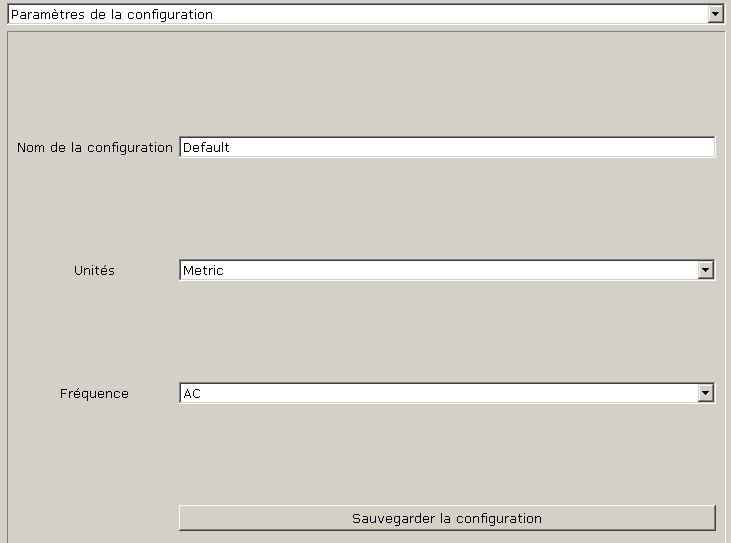 Paramètres de la configuration
Nom de la configuration Default
Unités Metric
Fréquence AC
Sauvegarder la configuration